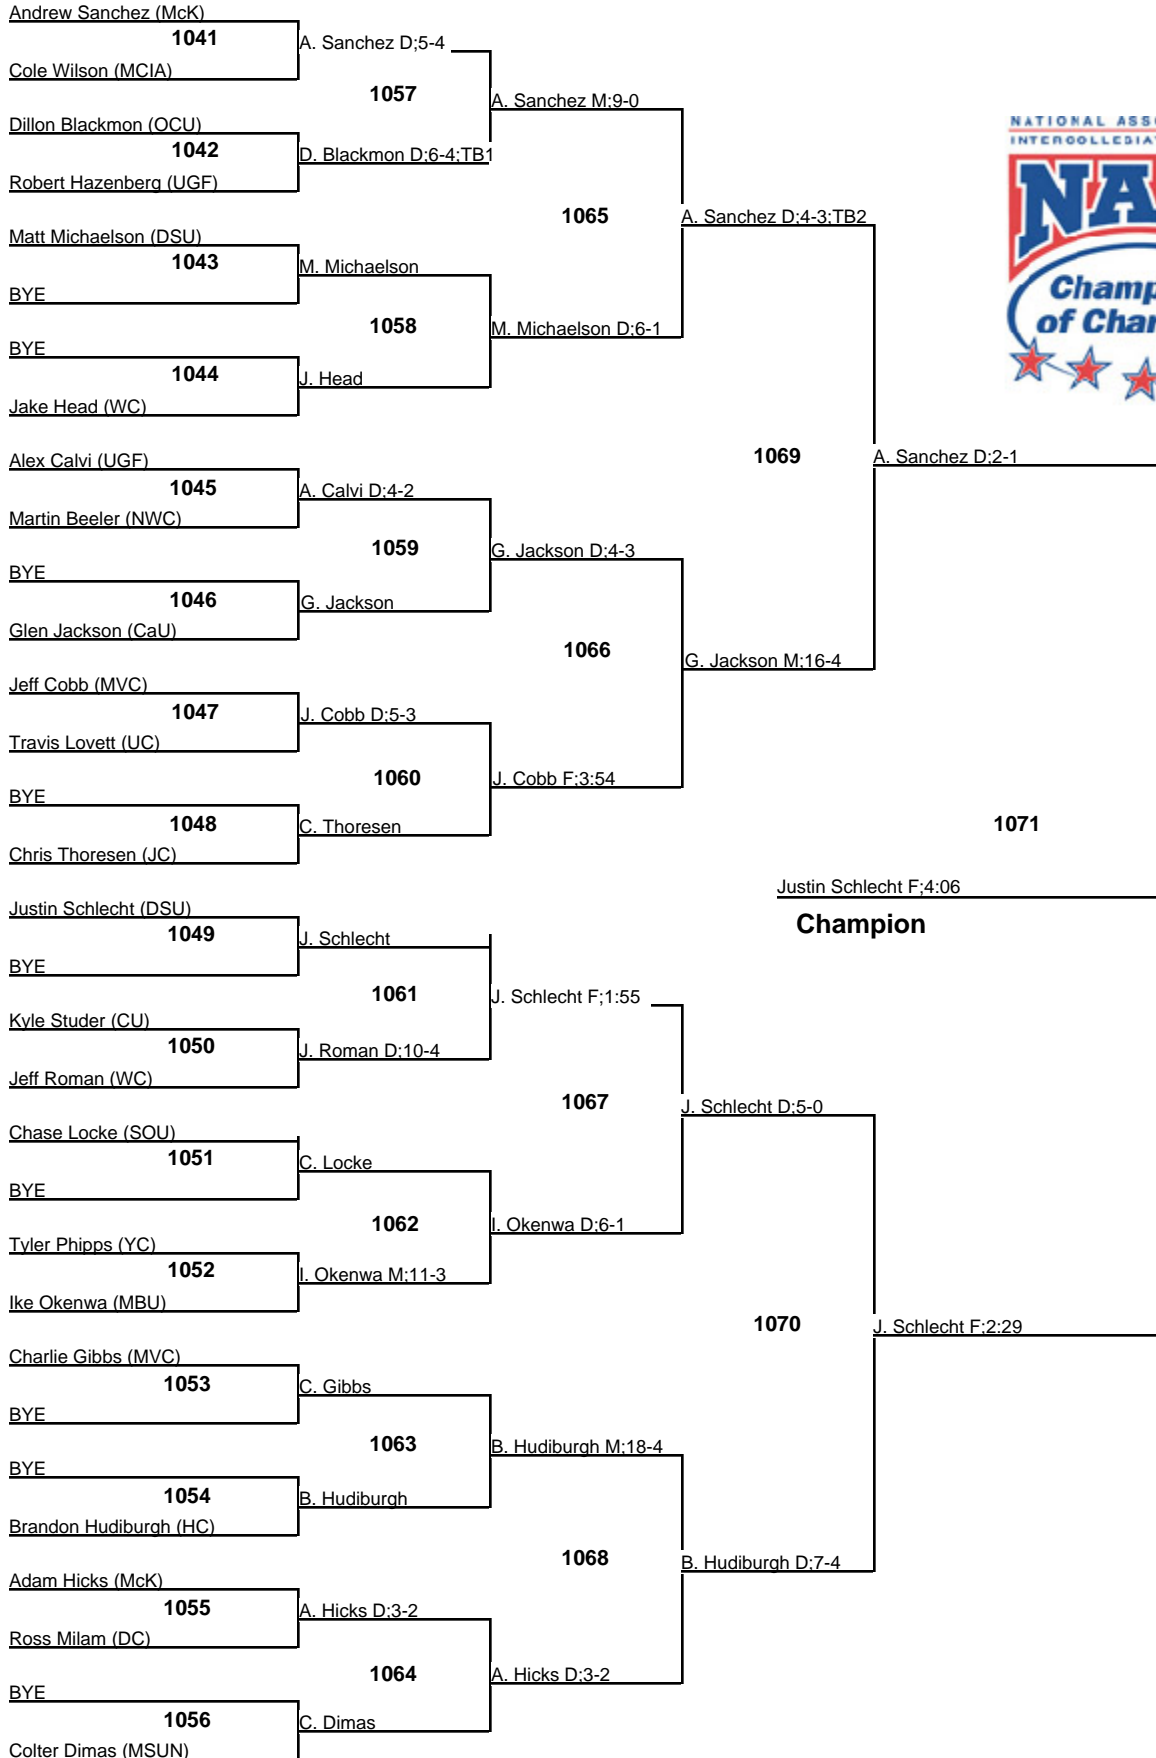 Andrew Sanchez (McK)
1041
A. Sanchez D;5-4
Cole Wilson (MCIA)
1057
A. Sanchez M;9-0
Dillon Blackmon (OCU)
1042
D. Blackmon D;6-4;TB1
Robert Hazenberg (UGF)
1065
A. Sanchez D;4-3;TB2
Matt Michaelson (DSU)
1043
M. Michaelson
BYE
1058
M. Michaelson D;6-1
BYE
1044
J. Head
Jake Head (WC)
1069
A. Sanchez D;2-1
Alex Calvi (UGF)
1045
A. Calvi D;4-2
Martin Beeler (NWC)
1059
G. Jackson D;4-3
BYE
1046
G. Jackson
Glen Jackson (CaU)
1066
G. Jackson M;16-4
Jeff Cobb (MVC)
1047
J. Cobb D;5-3
Travis Lovett (UC)
1060
J. Cobb F;3:54
BYE
1048
C. Thoresen
Chris Thoresen (JC)
1071
Justin Schlecht F;4:06
Champion
Justin Schlecht (DSU)
1049
J. Schlecht
BYE
1061
J. Schlecht F;1:55
Kyle Studer (CU)
1050
J. Roman D;10-4
Jeff Roman (WC)
1067
J. Schlecht D;5-0
Chase Locke (SOU)
1051
C. Locke
BYE
1062
I. Okenwa D;6-1
Tyler Phipps (YC)
1052
I. Okenwa M;11-3
Ike Okenwa (MBU)
1070
J. Schlecht F;2:29
Charlie Gibbs (MVC)
1053
C. Gibbs
BYE
1063
B. Hudiburgh M;18-4
BYE
1054
B. Hudiburgh
Brandon Hudiburgh (HC)
1068
B. Hudiburgh D;7-4
Adam Hicks (McK)
1055
A. Hicks D;3-2
Ross Milam (DC)
1064
A. Hicks D;3-2
BYE
1056
C. Dimas
Colter Dimas (MSUN)
NATIONAL
of